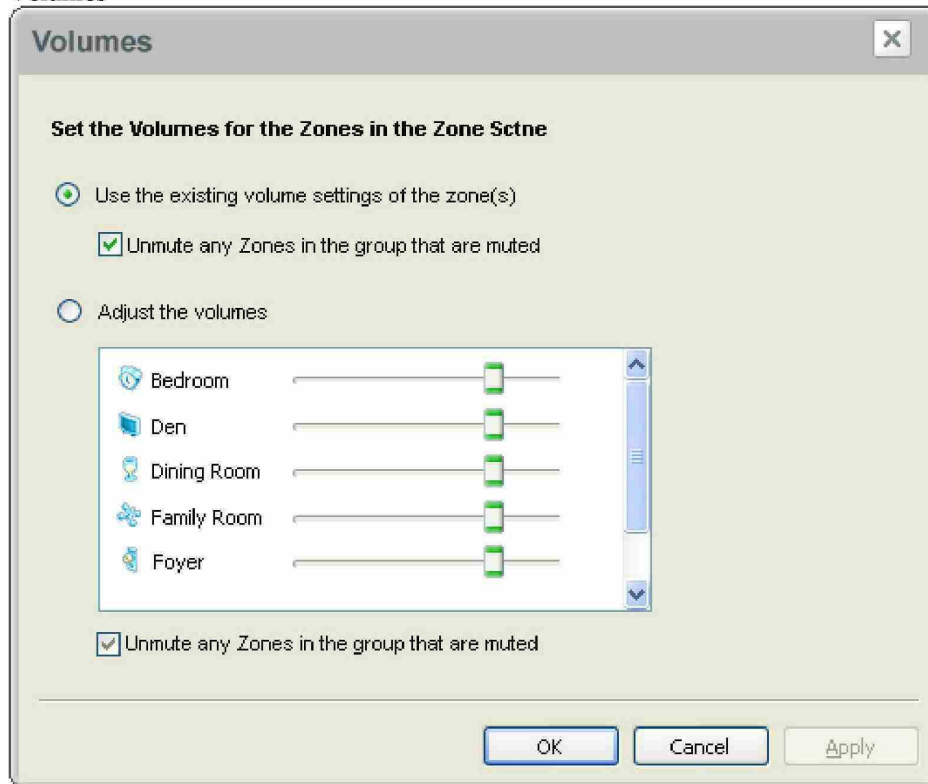 Volumes
Set the Volumes for the Zones in the Zone Sctne
Use the existing volume settings of the zone(s)
Unmute any Zones in the group that are muted
Adjust the volumes
Bedroom
Den
Dining Room
Family Room
Foyer
Unmute any Zones in the group that are muted
OK Cancel Apply